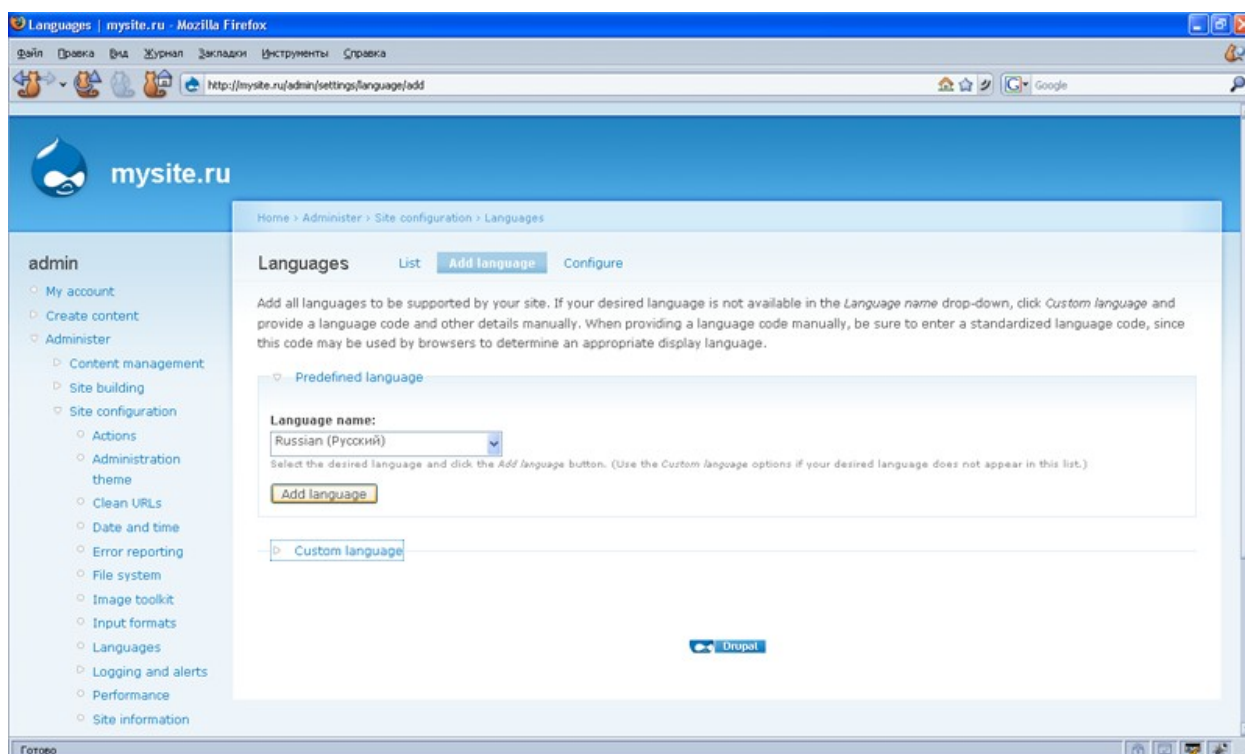 Languages | mysite.ru - Mozilla Firefox
Файл Правка Вид Журнал Закладки Инструменты Справка
http://mysite.ru/admin/settings/language/add
Google
mysite.ru
Home › Administer › Site configuration › Languages
admin
My account
Create content
Administer
Content management
Site building
Site configuration
Actions
Administration
theme
Clean URLs
Date and time
Error reporting
File system
Image toolkit
Input formats
Languages
Logging and alerts
Performance
Site information
Languages List Add language Configure
Add all languages to be supported by your site. If your desired language is not available in the Language name drop-down, click Custom language and
provide a language code and other details manually. When providing a language code manually, be sure to enter a standardized language code, since
this code may be used by browsers to determine an appropriate display language.
Predefined language
Language name:
Russian (Русский)
Select the desired language and click the Add language button. (Use the Custom language options if your desired language does not appear in this list.)
Add language
Custom language
Drupal
Готово